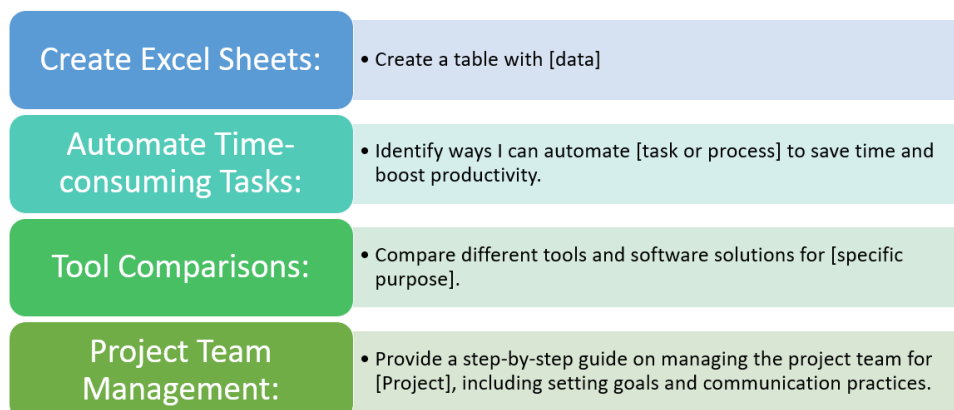 Create Excel Sheets:
• Create a table with [data]
Automate Time-
consuming Tasks:
• Identify ways I can automate [task or process] to save time and
boost productivity.
Tool Comparisons:
• Compare different tools and software solutions for [specific
purpose].
Project Team
Management:
• Provide a step-by-step guide on managing the project team for
[Project], including setting goals and communication practices.